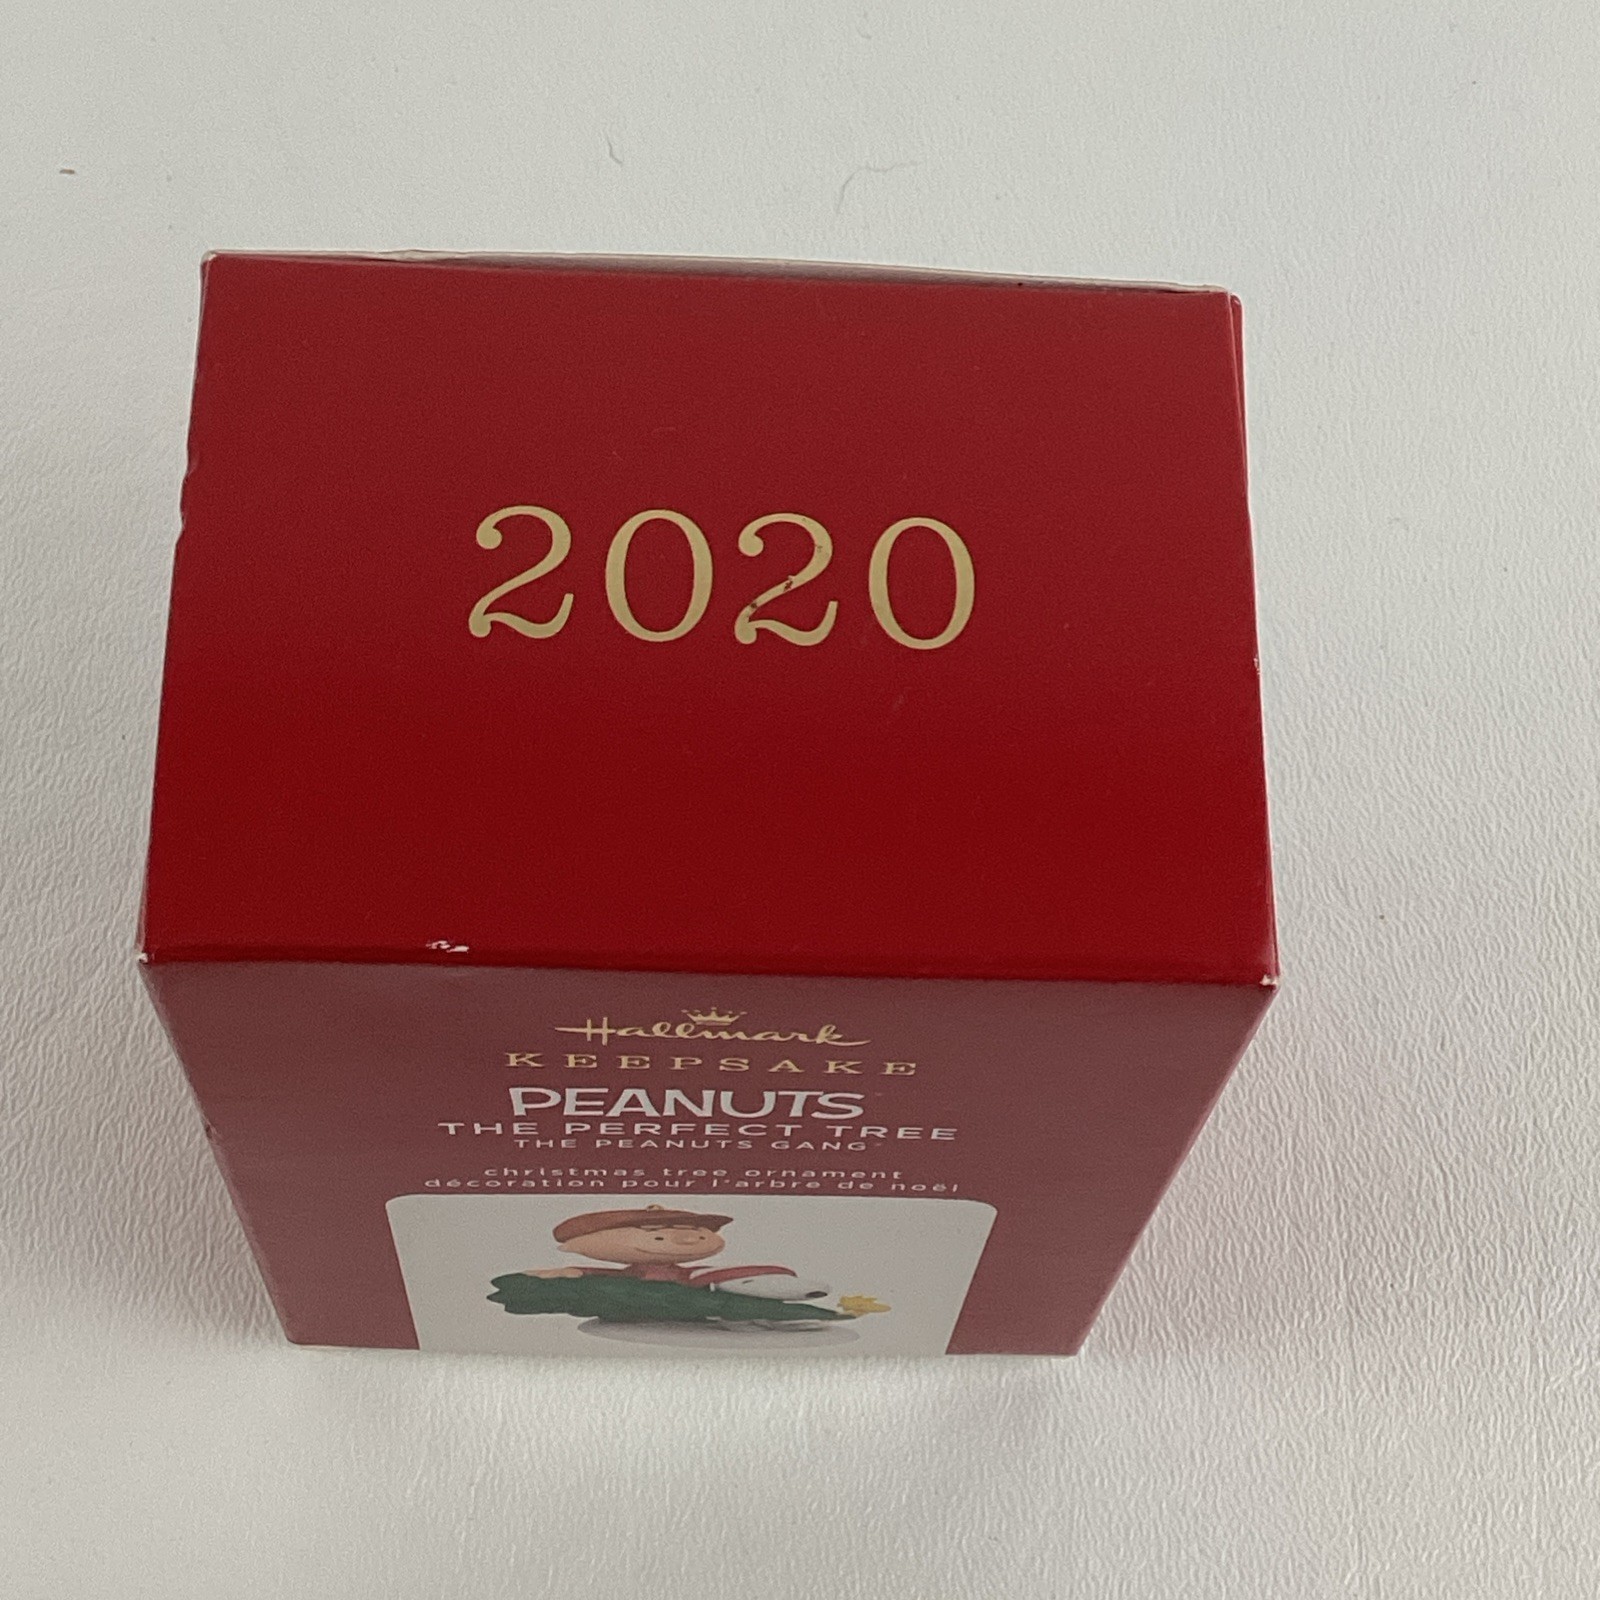 2020
Hallmark
KEEPSAKE
PEANUTS
THE PERFECT TREE
THE PEANUTS GANG
christmas tree ornament
décoration pour l'arbre de noël